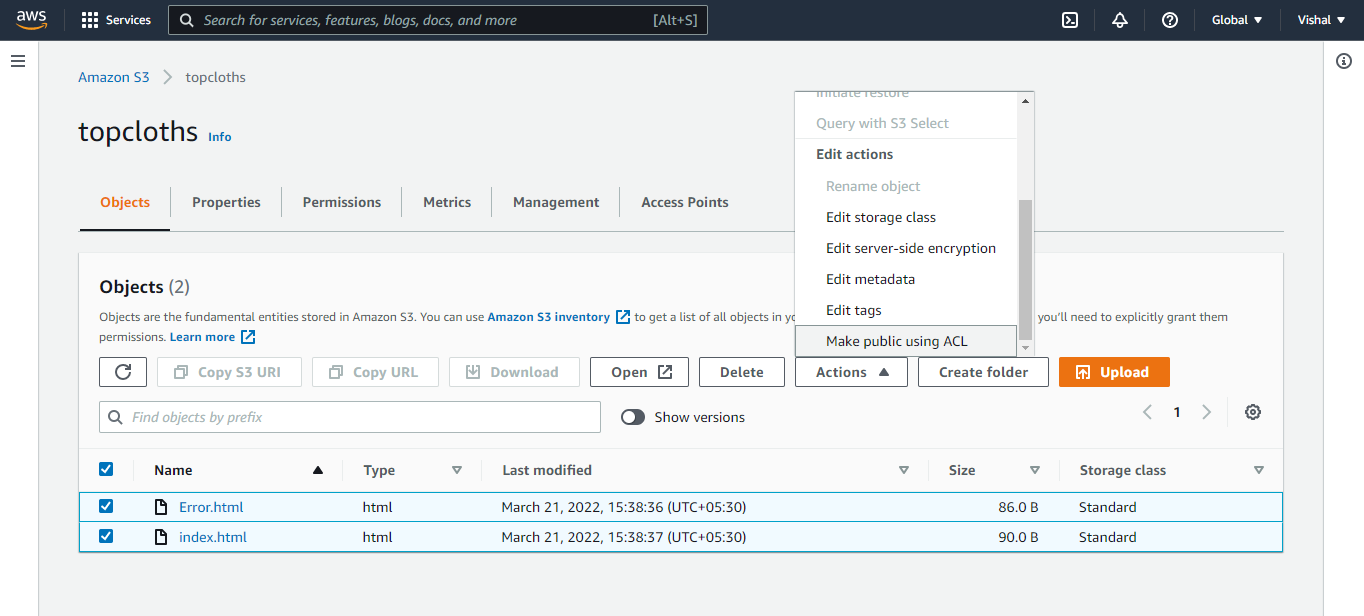 aws Services Search for services, features, blogs, docs, and more [Alt+S] Global Vishal
Amazon S3 topcloths
topcloths Info
Objects Properties Permissions Metrics Management Access Points
Initiate restore
Query with S3 Select
Edit actions
Rename object
Edit storage class
Edit server-side encryption
Edit metadata
Edit tags
Make public using ACL
Objects (2)
Objects are the fundamental entities stored in Amazon S3. You can use Amazon S3 inventory to get a list of all objects in you'll need to explicitly grant them
permissions. Learn more
Copy S3 URI Copy URL Download Open Delete Actions Create folder Upload
Find objects by prefix Show versions 1
Name Type Last modified Size Storage class
Error.html html March 21, 2022, 15:38:36 (UTC+05:30) 86.0 B Standard
index.html html March 21, 2022, 15:38:37 (UTC+05:30) 90.0 B Standard